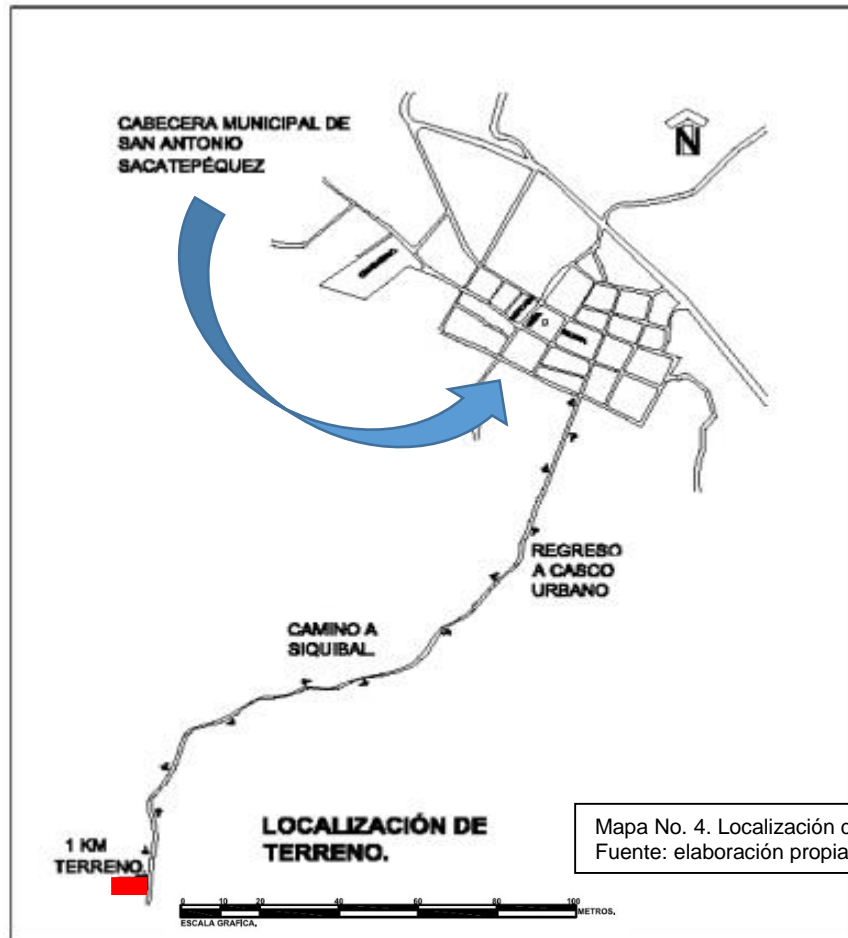 CABECERA MUNICIPAL DE
SAN ANTONIO
SACATEPÉQUEZ
N
REGRESO
A CASCO
URBANO
CAMINO A
SIQUIBAL.
1 KM
TERRENO.
LOCALIZACIÓN DE
TERRENO.
Mapa No. 4. Localización
Fuente: elaboración propia
0 10 20 40 60 80 100
METROS.
ESCALA GRAFICA.